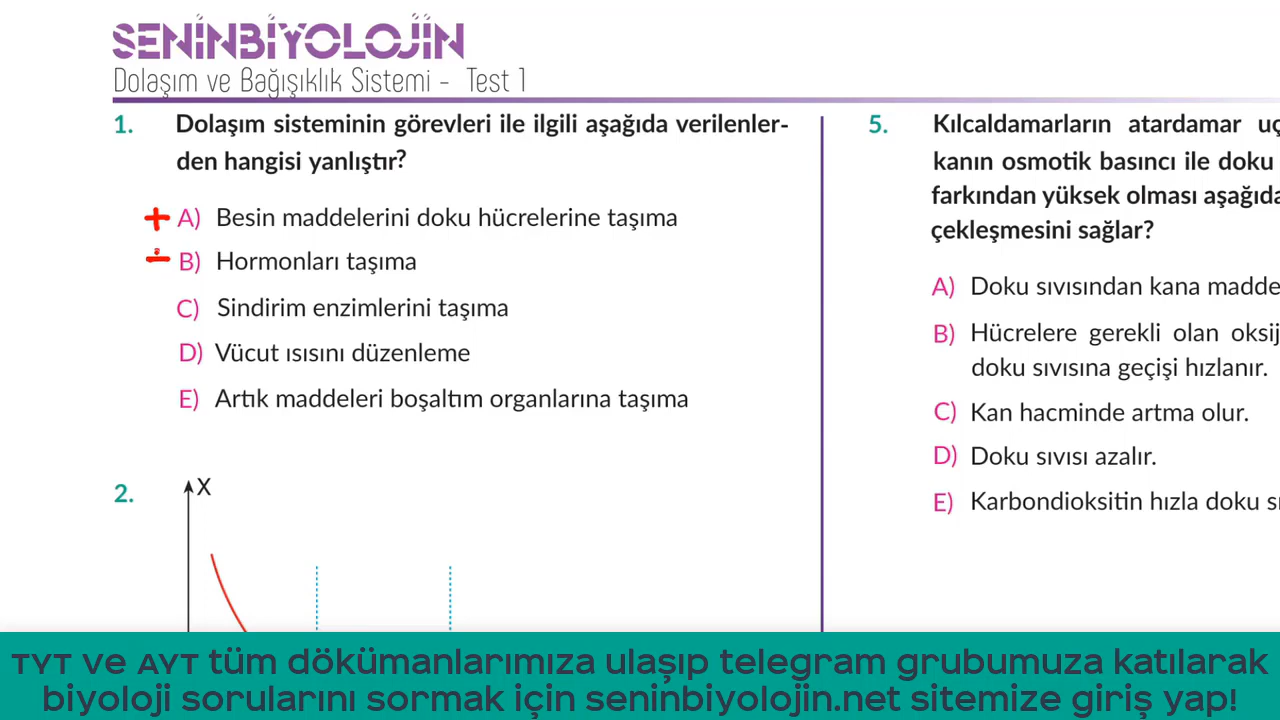 SENİNBİYOLOJİN
Dolaşım ve Bağışıklık Sistemi - Test 1
1. Dolaşım sisteminin görevleri ile ilgili aşağıda verilenler-
den hangisi yanlıştır?
A) Besin maddelerini doku hücrelerine taşıma
B) Hormonları taşıma
C) Sindirim enzimlerini taşıma
D) Vücut ısısını düzenleme
E) Artık maddeleri boşaltım organlarına taşıma
2. X
5. Kılcaldamarların atardamar
kanın osmotik basıncı ile doku
farkından yüksek olması
çekleşmesini sağlar?
A) Doku sıvısından kana
B) Hücrelere gerekli olan
doku sıvısına geçişi hızlanır.
C) Kan hacminde artma olur.
D) Doku sıvısı azalır.
E) Karbondioksitin hızla doku
TYT ve AYT tüm dökümanlarımıza ulaşıp telegram grubumuza katılarak
biyoloji sorularını sormak için seninbiyolojin.net sitemize giriş yap!